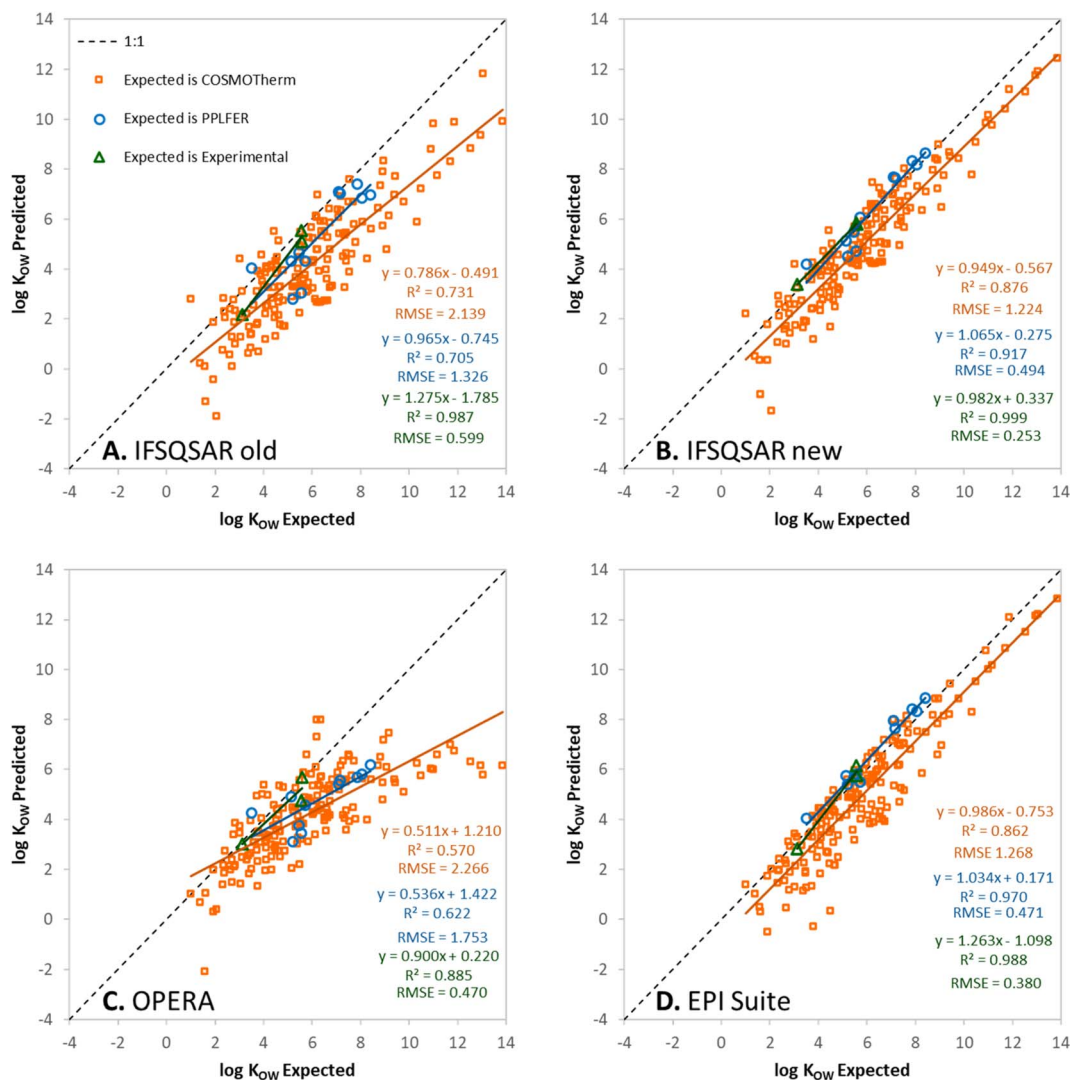 14
12
10
8
6
4
2
0
-2
-4
log K_OW Predicted
1:1
Expected is COSMOTherm
Expected is PPLFER
Expected is Experimental
y = 0.786x - 0.491
R² = 0.731
RMSE = 2.139
y = 0.965x - 0.745
R² = 0.705
RMSE = 1.326
y = 1.275x - 1.785
R² = 0.987
RMSE = 0.599
A. IFSQSAR old
-4 -2 0 2 4 6 8 10 12 14
log K_OW Expected
14
12
10
8
6
4
2
0
-2
-4
log K_OW Predicted
y = 0.949x - 0.567
R² = 0.876
RMSE = 1.224
y = 1.065x - 0.275
R² = 0.917
RMSE = 0.494
y = 0.982x + 0.337
R² = 0.999
RMSE = 0.253
B. IFSQSAR new
-4 -2 0 2 4 6 8 10 12 14
log K_OW Expected
14
12
10
8
6
4
2
0
-2
-4
log K_OW Predicted
y = 0.511x + 1.210
R² = 0.570
RMSE = 2.266
y = 0.536x + 1.422
R² = 0.622
RMSE = 1.753
y = 0.900x + 0.220
R² = 0.885
RMSE = 0.470
C. OPERA
-4 -2 0 2 4 6 8 10 12 14
log K_OW Expected
14
12
10
8
6
4
2
0
-2
-4
log K_OW Predicted
y = 0.986x - 0.753
R² = 0.862
RMSE 1.268
y = 1.034x + 0.171
R² = 0.970
RMSE = 0.471
y = 1.263x - 1.098
R² = 0.988
RMSE = 0.380
D. EPI Suite
-4 -2 0 2 4 6 8 10 12 14
log K_OW Expected